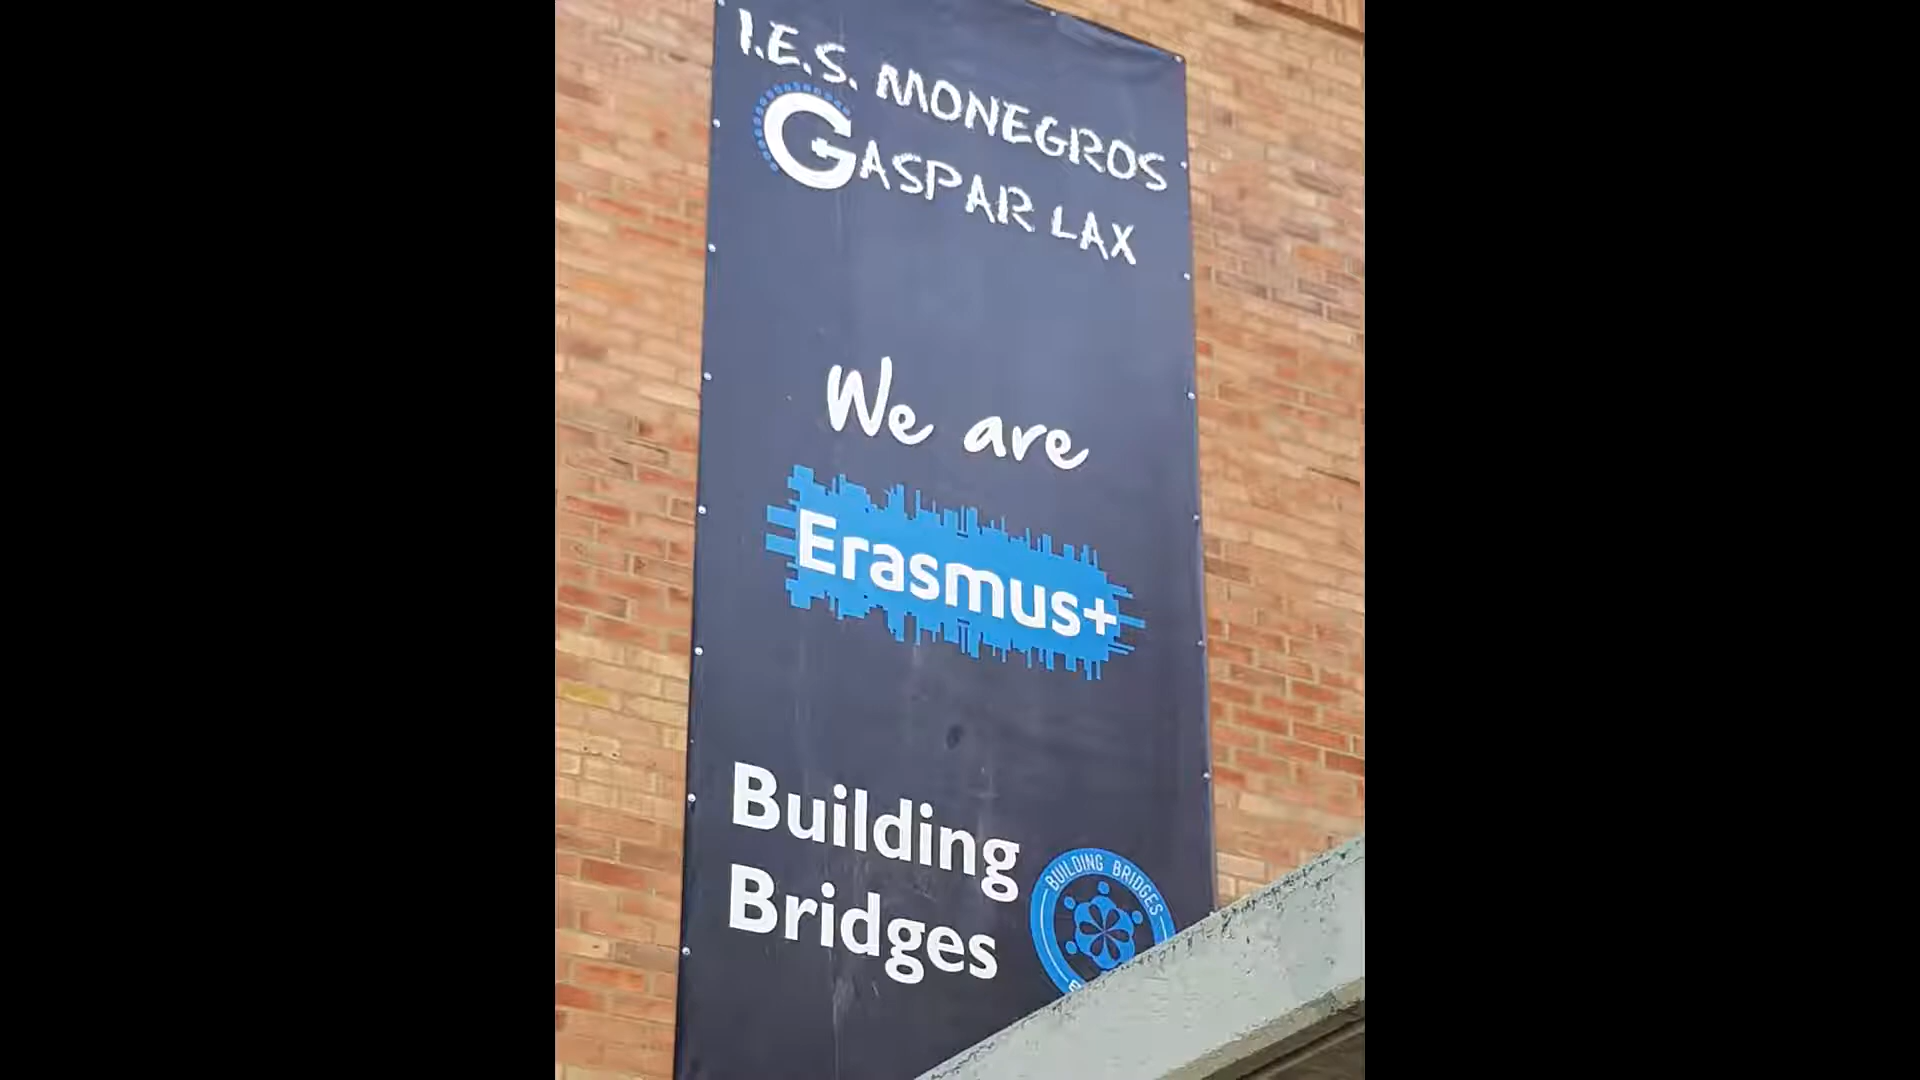 I.E.S. MONEGROS
GASPAR LAX
We are
Erasmus+
Building
Bridges
BUILDING BRIDGES